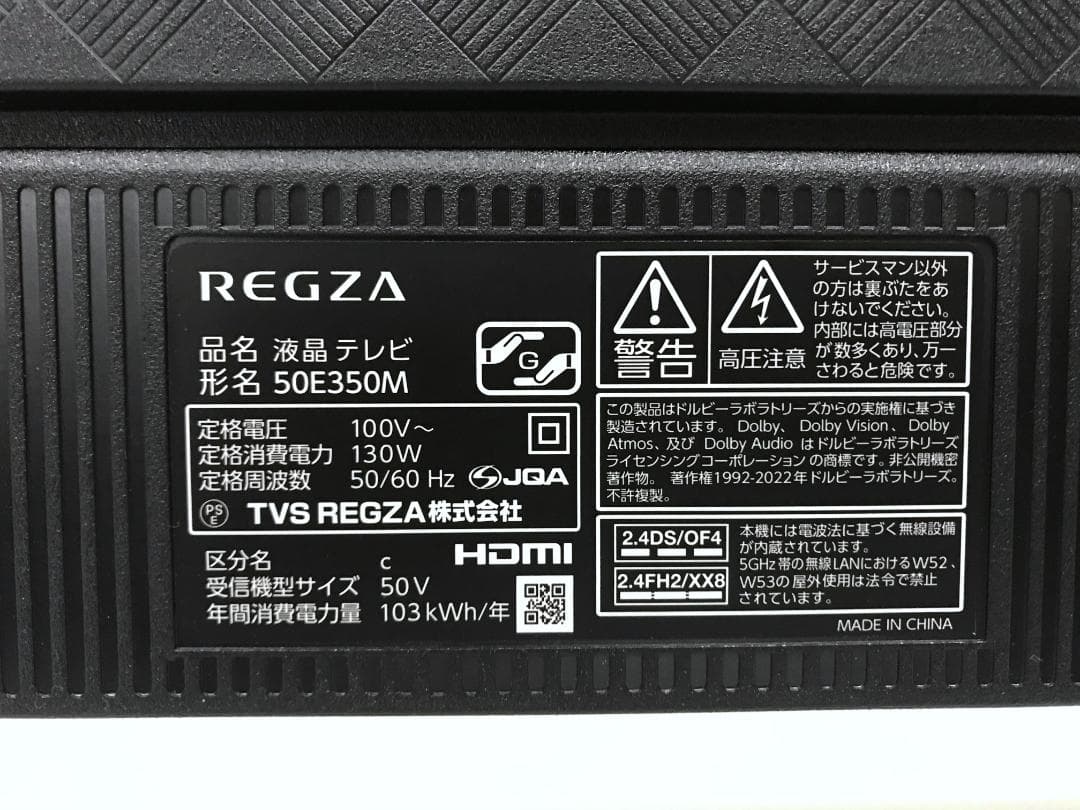 REGZA
品名 液晶テレビ
形名 50E350M
G
定格電圧 100V～
定格消費電力 130W
定格周波数 50/60 Hz JQA
PS
E
TVS REGZA株式会社
区分名 c HDMI
受信機型サイズ 50V
年間消費電力量 103kWh/年
警告
高圧注意
サービスマン以外
の方は裏ぶたをあ
けないでください。
内部には高電圧部分
が数多くあり、万一
さわると危険です。
この製品はドルビーラボラトリーズからの実施権に基づき
製造されています。Dolby、Dolby Vision、Dolby
Atmos、及び Dolby Audio はドルビーラボラトリーズ
ライセンシングコーポレーションの商標です。非公開機密
著作物。 著作権1992-2022年ドルビーラボラトリーズ。
不許複製。
2.4DS/OF4
2.4FH2/XX8
本機には電波法に基づく無線設備
が内蔵されています。
5GHz帯の無線LANにおけるW52、
W53の屋外使用は法令で禁止
されています。
MADE IN CHINA